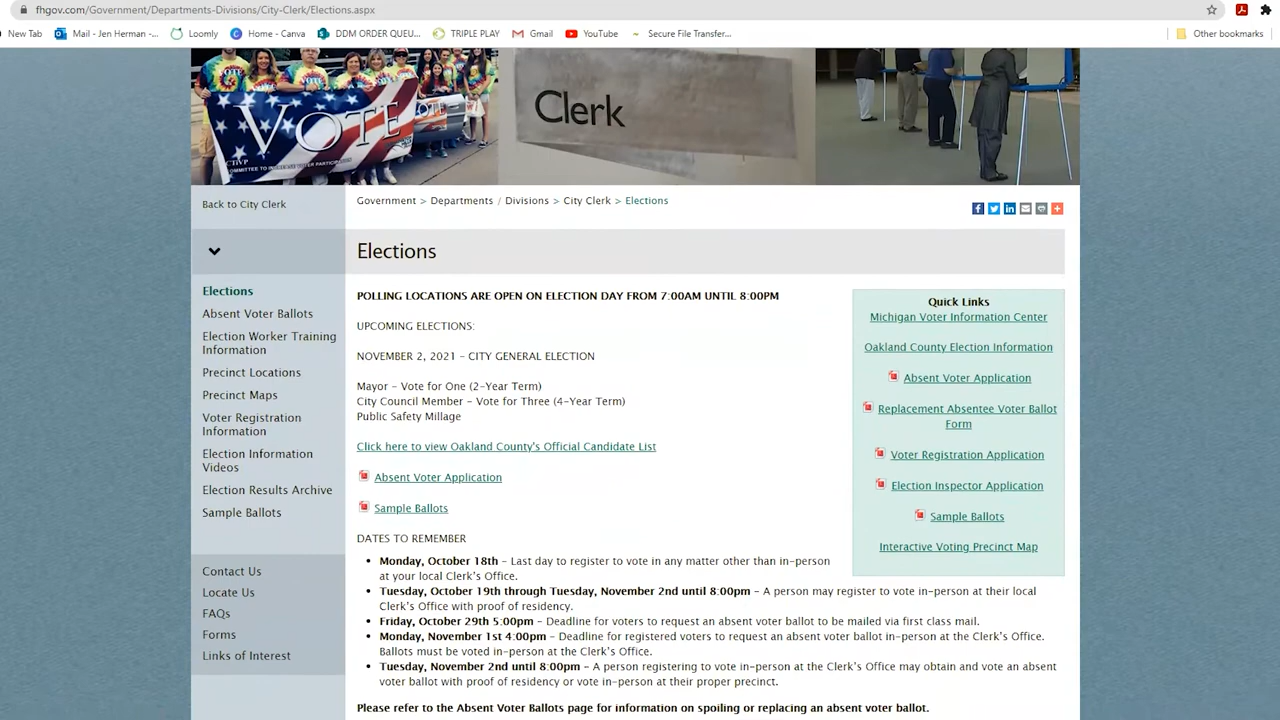 fhgov.com/Government/Departments-Divisions/City-Clerk/Elections.aspx
New Tab Mail - Jen Herman -... Loomly Home - Canva DDM ORDER QUEU... TRIPLE PLAY Gmail YouTube Secure File Transfer... Other bookmarks
VOTE
COMMITTEE TO INCREASE VOTER PARTICIPATION
Clerk
Back to City Clerk
Government > Departments / Divisions > City Clerk > Elections
Elections
Elections
Absent Voter Ballots
Election Worker Training
Information
Precinct Locations
Precinct Maps
Voter Registration
Information
Election Information
Videos
Election Results Archive
Sample Ballots
Contact Us
Locate Us
FAQs
Forms
Links of Interest
POLLING LOCATIONS ARE OPEN ON ELECTION DAY FROM 7:00AM UNTIL 8:00PM
UPCOMING ELECTIONS:
NOVEMBER 2, 2021 – CITY GENERAL ELECTION
Mayor – Vote for One (2-Year Term)
City Council Member – Vote for Three (4-Year Term)
Public Safety Millage
Click here to view Oakland County's Official Candidate List
Absent Voter Application
Sample Ballots
DATES TO REMEMBER
• Monday, October 18th – Last day to register to vote in any matter other than in-person
at your local Clerk's Office.
• Tuesday, October 19th through Tuesday, November 2nd until 8:00pm – A person may register to vote in-person at their local
Clerk's Office with proof of residency.
• Friday, October 29th 5:00pm – Deadline for voters to request an absent voter ballot to be mailed via first class mail.
• Monday, November 1st 4:00pm – Deadline for registered voters to request an absent voter ballot in-person at the Clerk's Office.
Ballots must be voted in-person at the Clerk's Office.
• Tuesday, November 2nd until 8:00pm – A person registering to vote in-person at the Clerk's Office may obtain and vote an absent
voter ballot with proof of residency or vote in-person at their proper precinct.
Please refer to the Absent Voter Ballots page for information on spoiling or replacing an absent voter ballot.
Quick Links
Michigan Voter Information Center
Oakland County Election Information
Absent Voter Application
Replacement Absentee Voter Ballot
Form
Voter Registration Application
Election Inspector Application
Sample Ballots
Interactive Voting Precinct Map